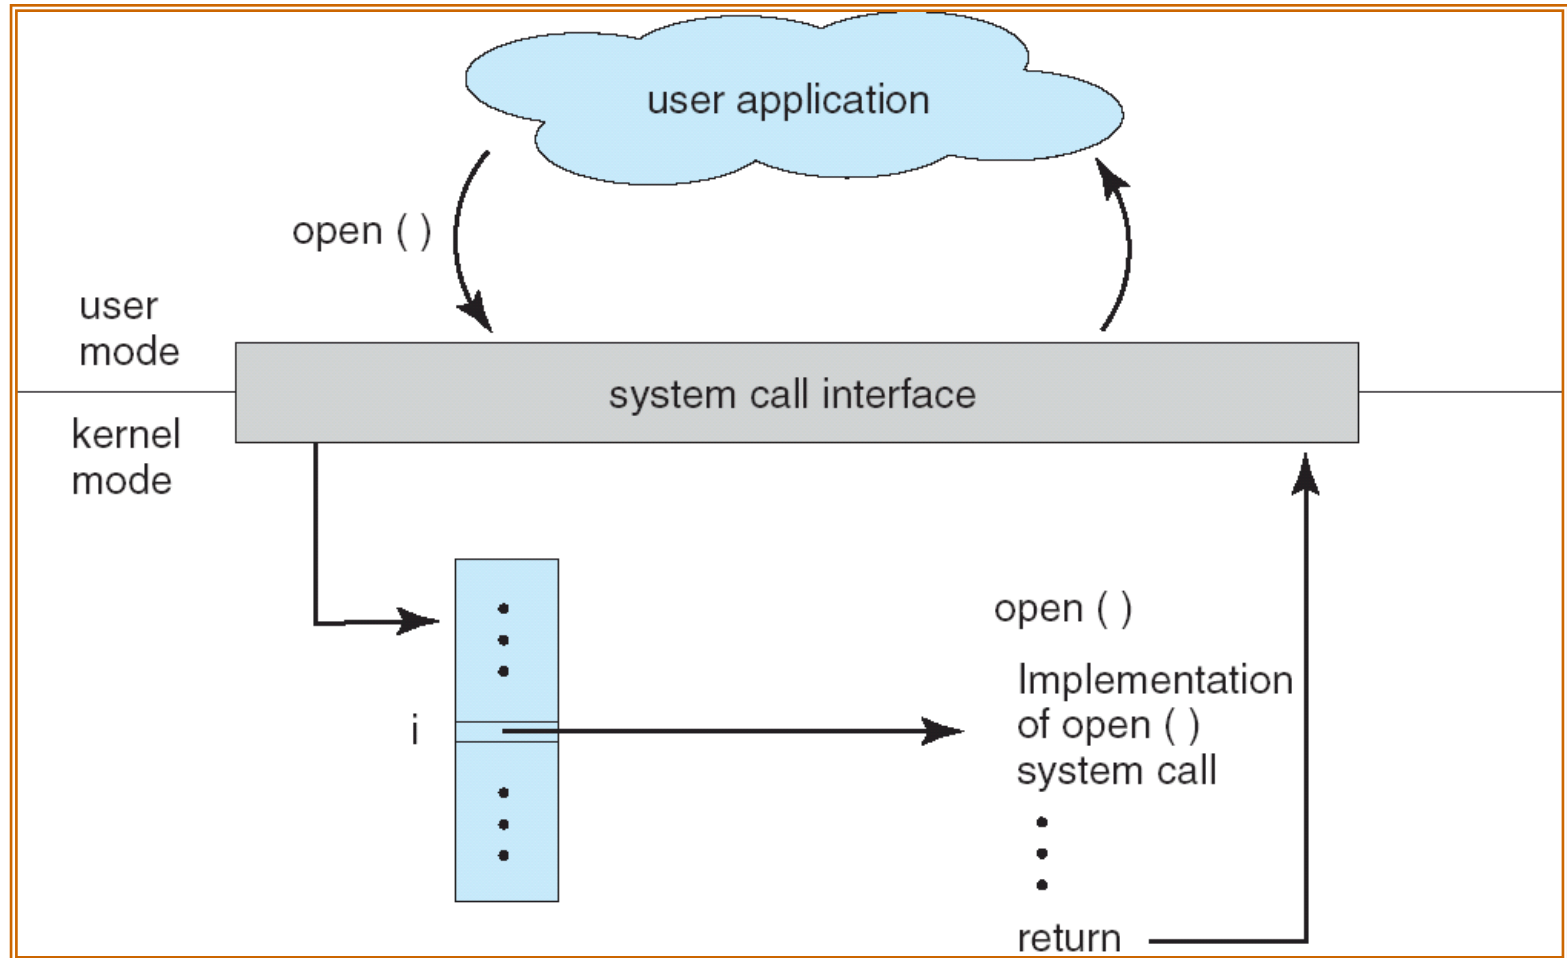 user application
open ( )
user
mode
system call interface
kernel
mode
open ( )
Implementation
of open ( )
system call
i
return